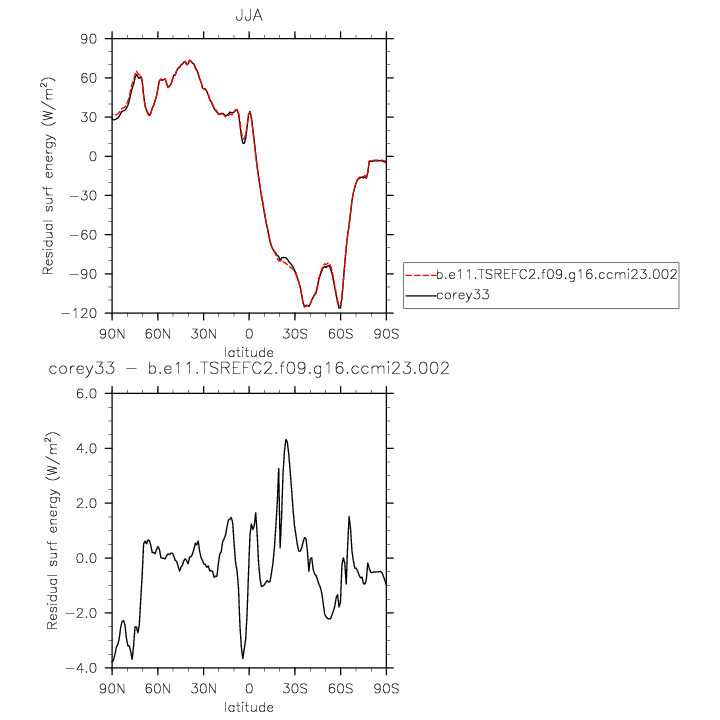 JJA
Residual surf energy (W/m²)
90
60
30
0
−30
−60
−90
−120
90N 60N 30N 0 30S 60S 90S
latitude
b.e11.TSREFC2.f09.g16.ccmi23.002
corey33
corey33 − b.e11.TSREFC2.f09.g16.ccmi23.002
Residual surf energy (W/m²)
6.0
4.0
2.0
0.0
−2.0
−4.0
90N 60N 30N 0 30S 60S 90S
latitude